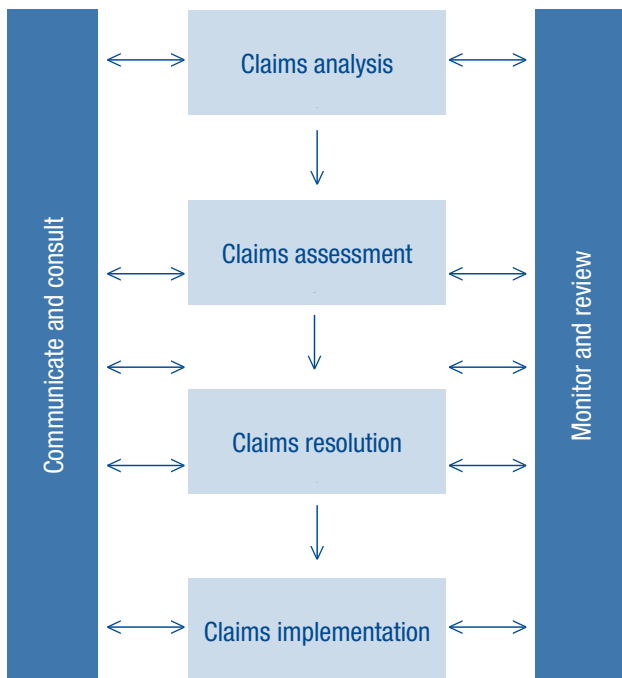 Communicate and consult
Claims analysis
Claims assessment
Claims resolution
Claims implementation
Monitor and review